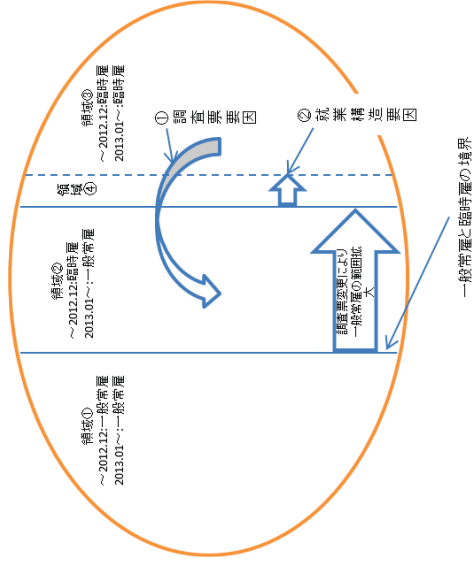 領域①
～2012.12:一般常雇
2013.01～:一般常雇
領域②
～2012.12:臨時雇
2013.01～:一般常雇
領域④
領域③
～2012.12:臨時雇
2013.01～:臨時雇
①調査票要因
②就業構造要因
調査票変更により
一般常雇の範囲拡
大
一般常雇と臨時雇の境界